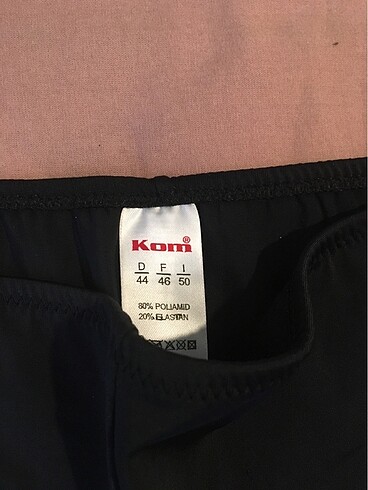 Kom®
D F I
44 46 50
80% POLIAMID
20% ELASTAN